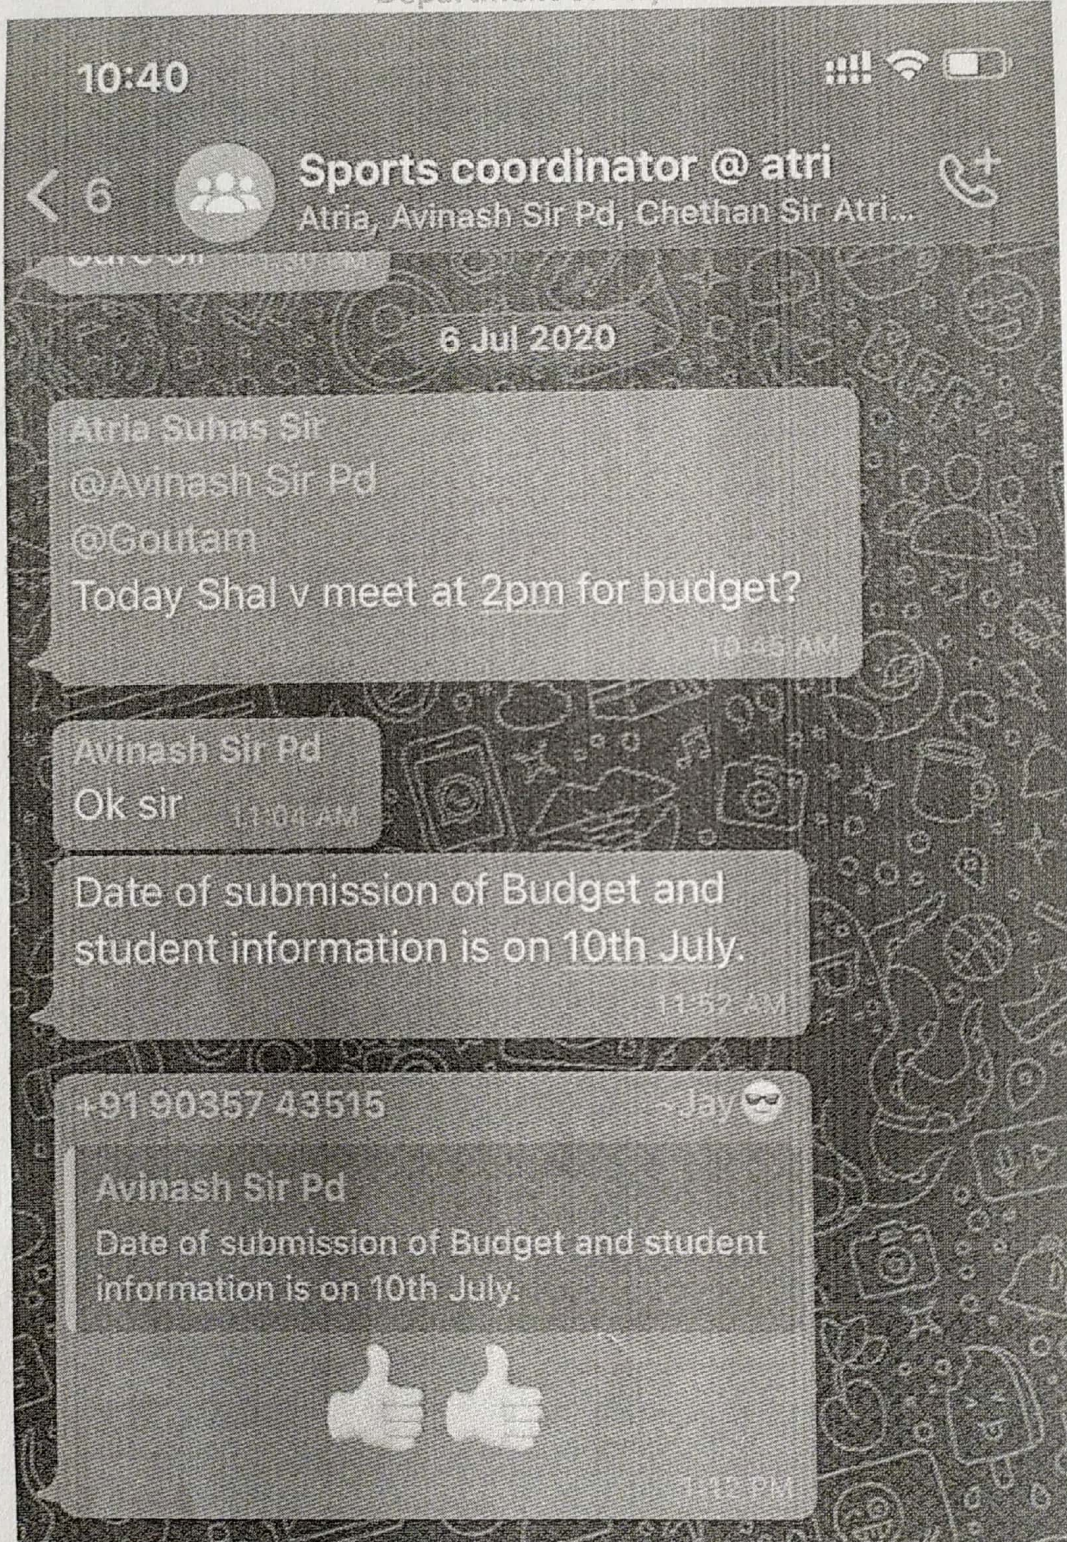 10:40
6
Sports coordinator @ atri
Atria, Avinash Sir Pd, Chethan Sir Atri...
6 Jul 2020
Atria Suhas Sir
@Avinash Sir Pd
@Goutam
Today Shal v meet at 2pm for budget?
10:45 AM
Avinash Sir Pd
Ok sir 11:04 AM
Date of submission of Budget and
student information is on 10th July.
11:52 AM
+91 90357 43515 ~Jay😎
Avinash Sir Pd
Date of submission of Budget and student
information is on 10th July.
👍👍
PM